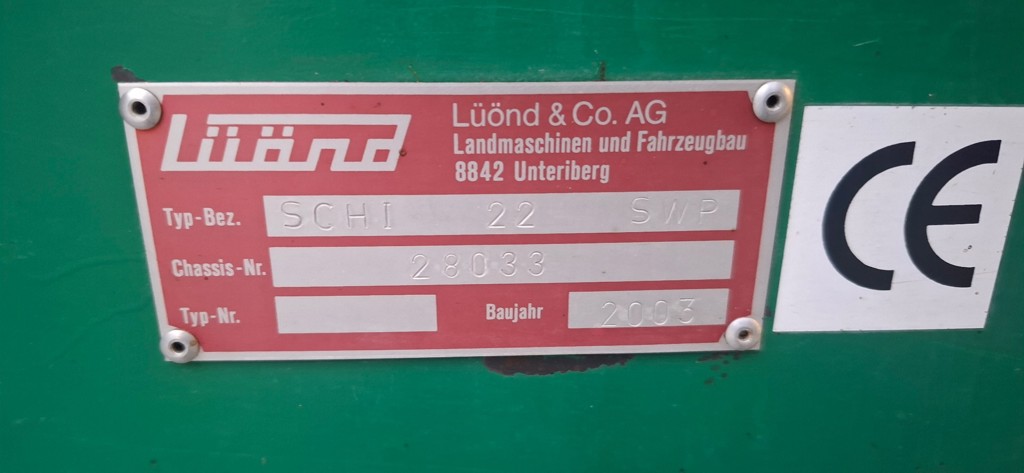 Lüönd
Lüönd & Co. AG
Landmaschinen und Fahrzeugbau
8842 Unteriberg
Typ-Bez. SCHI 22 SWP
Chassis-Nr. 28033
Typ-Nr. Baujahr 2003
CE